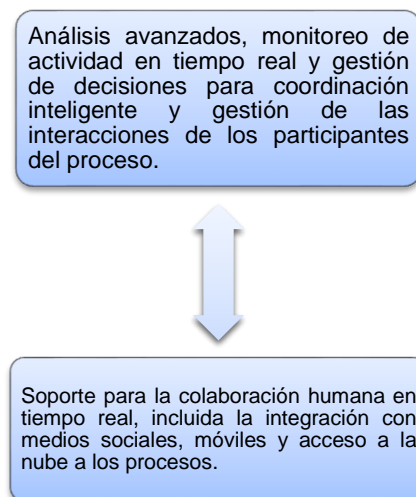 Análisis avanzados, monitoreo de
actividad en tiempo real y gestión
de decisiones para coordinación
inteligente y gestión de las
interacciones de los participantes
del proceso.
Soporte para la colaboración humana en
tiempo real, incluida la integración con
medios sociales, móviles y acceso a la
nube a los procesos.